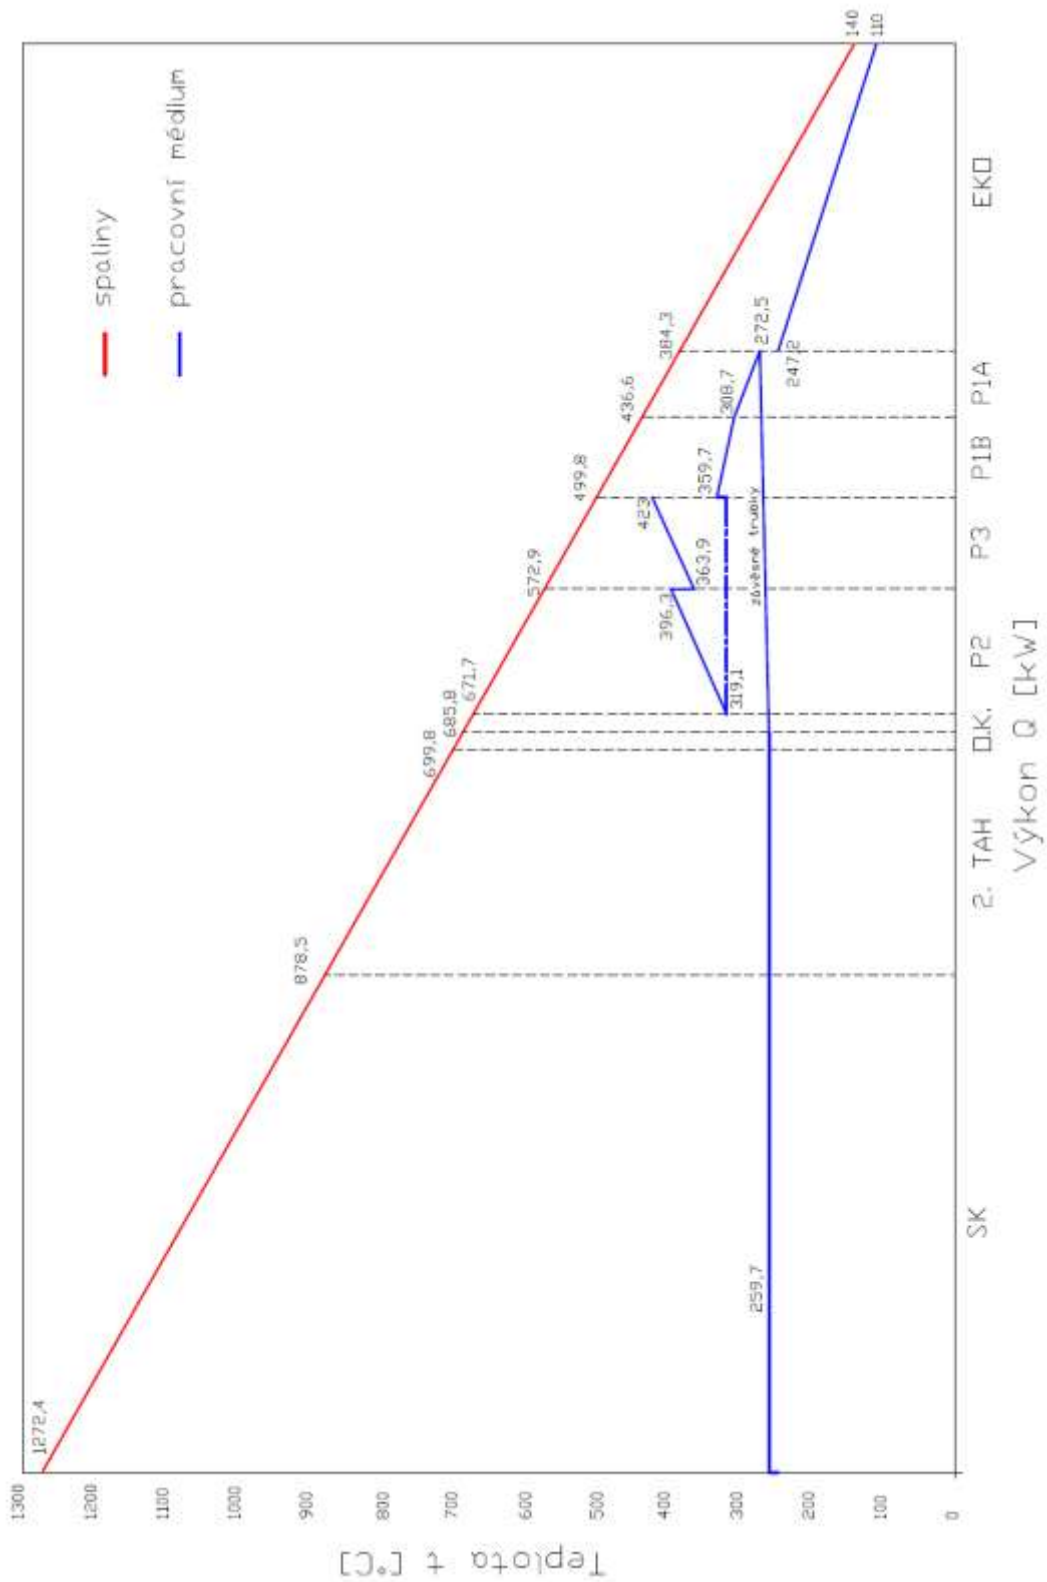 spaliny
pracovní médium
1300
1200
1100
1000
900
800
700
600
500
400
300
200
100
0
Teplota t [°C]
1272,4
878,5
699,8
685,8
671,7
572,9
499,8
436,6
384,3
140
110
423
396,3
363,9
359,7
319,1
308,7
272,5
247,2
259,7
závěsné trubky
SK
2. TAH
O.K.
P2
P3
P1B
P1A
EKO
Výkon Q [kW]